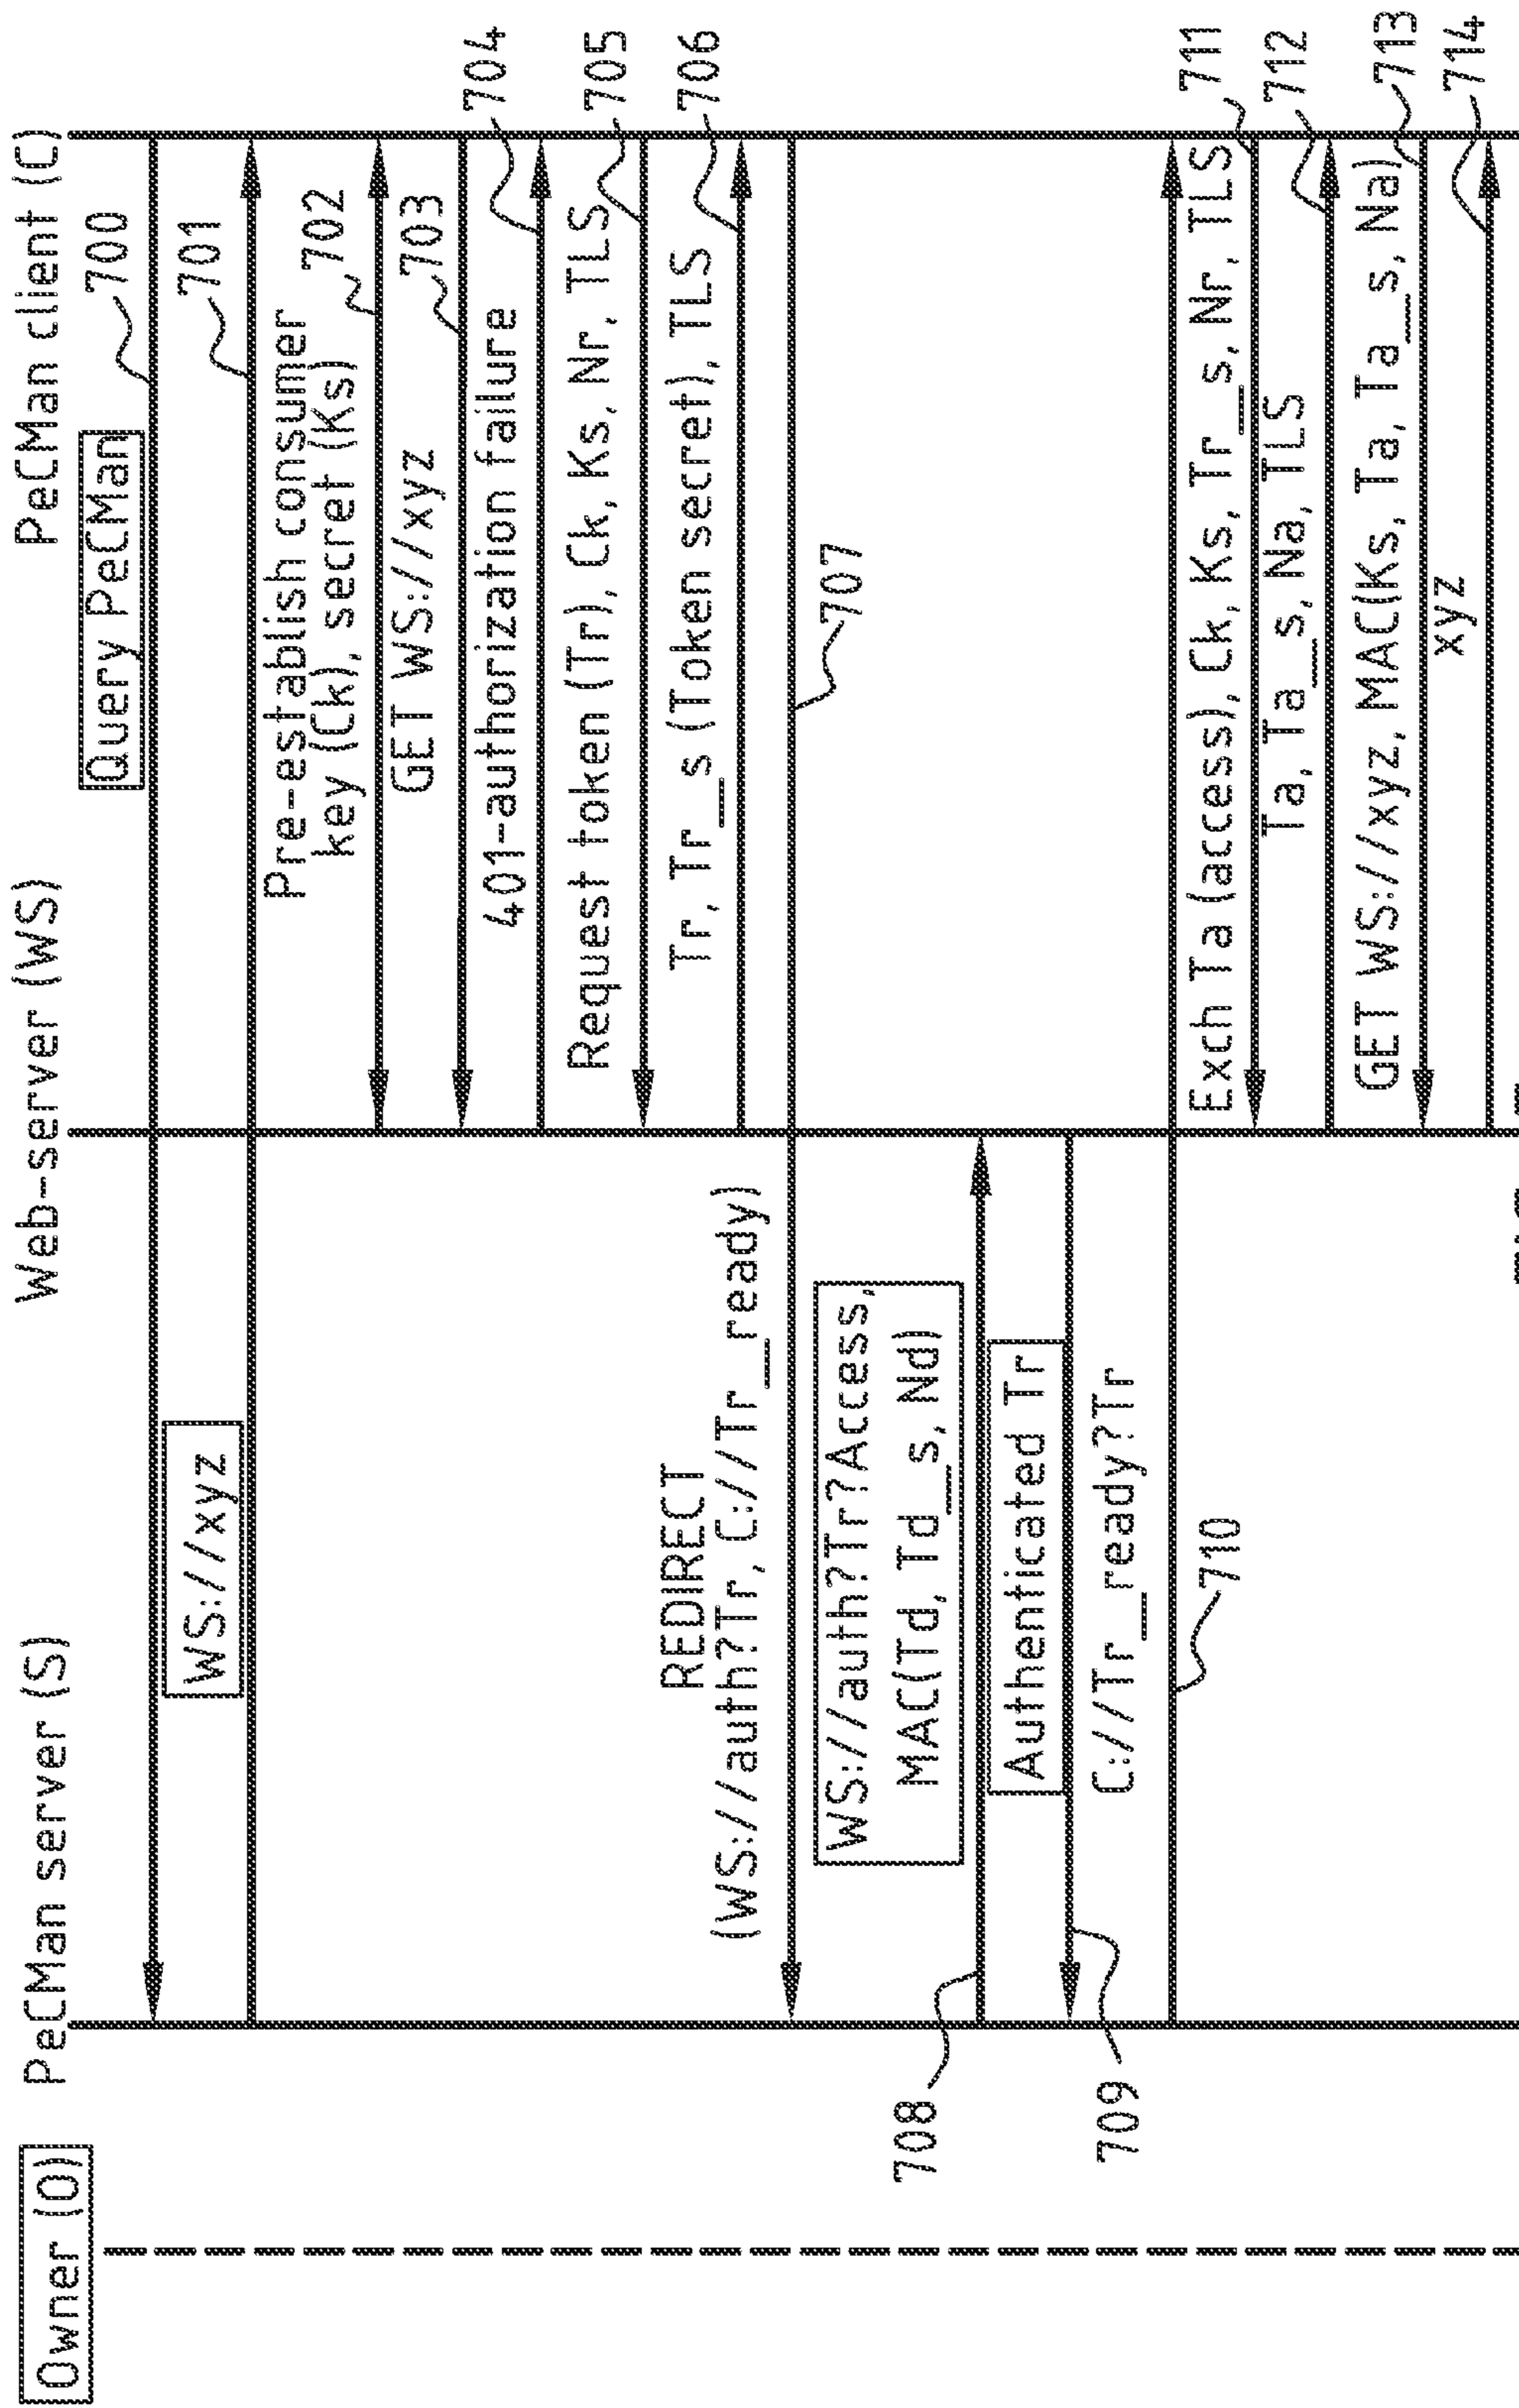 Owner (O)
PeCMan server (S)
Web-server (WS)
PeCMan client (C)
Query PeCMan
700
WS://xyz
701
Pre-establish consumer
key (Ck), secret (Ks)
702
GET WS://xyz
703
401-authorization failure
704
Request token (Tr), Ck, Ks, Nr, TLS
705
Tr, Tr_s (Token secret), TLS
706
REDIRECT
(WS://auth?Tr, C://Tr_ready)
707
WS://auth?Tr?Access,
MAC(Td, Td_s, Nd)
708
Authenticated Tr
709
C://Tr_ready?Tr
710
Exch Ta (access), Ck, Ks, Tr_s, Nr, TLS
711
Ta, Ta_s, Na, TLS
712
GET WS://xyz, MAC(Ks, Ta, Ta_s, Na)
713
xyz
714